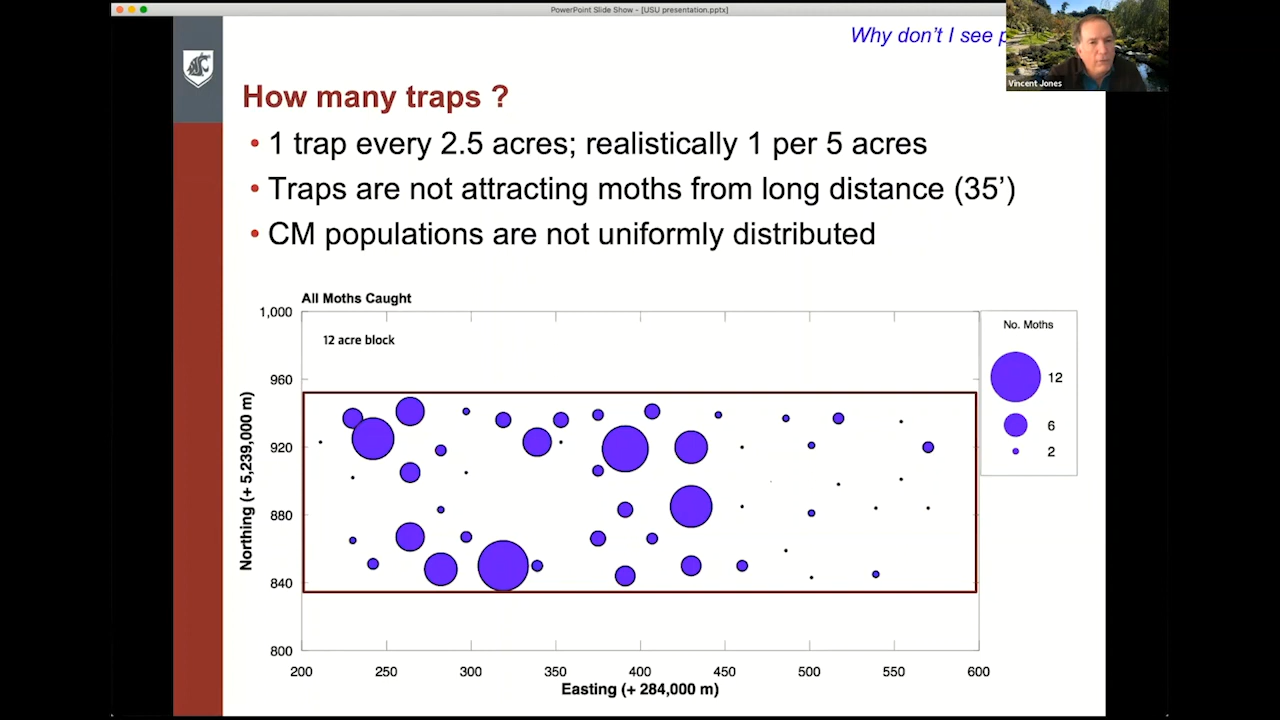 PowerPoint Slide Show - [USU presentation.pptx]
Why don't I see
Vincent Jones
How many traps ?
• 1 trap every 2.5 acres; realistically 1 per 5 acres
• Traps are not attracting moths from long distance (35’)
• CM populations are not uniformly distributed
All Moths Caught
12 acre block
No. Moths
12
6
2
Northing (+ 5,239,000 m)
1,000
960
920
880
840
800
200 250 300 350 400 450 500 550 600
Easting (+ 284,000 m)